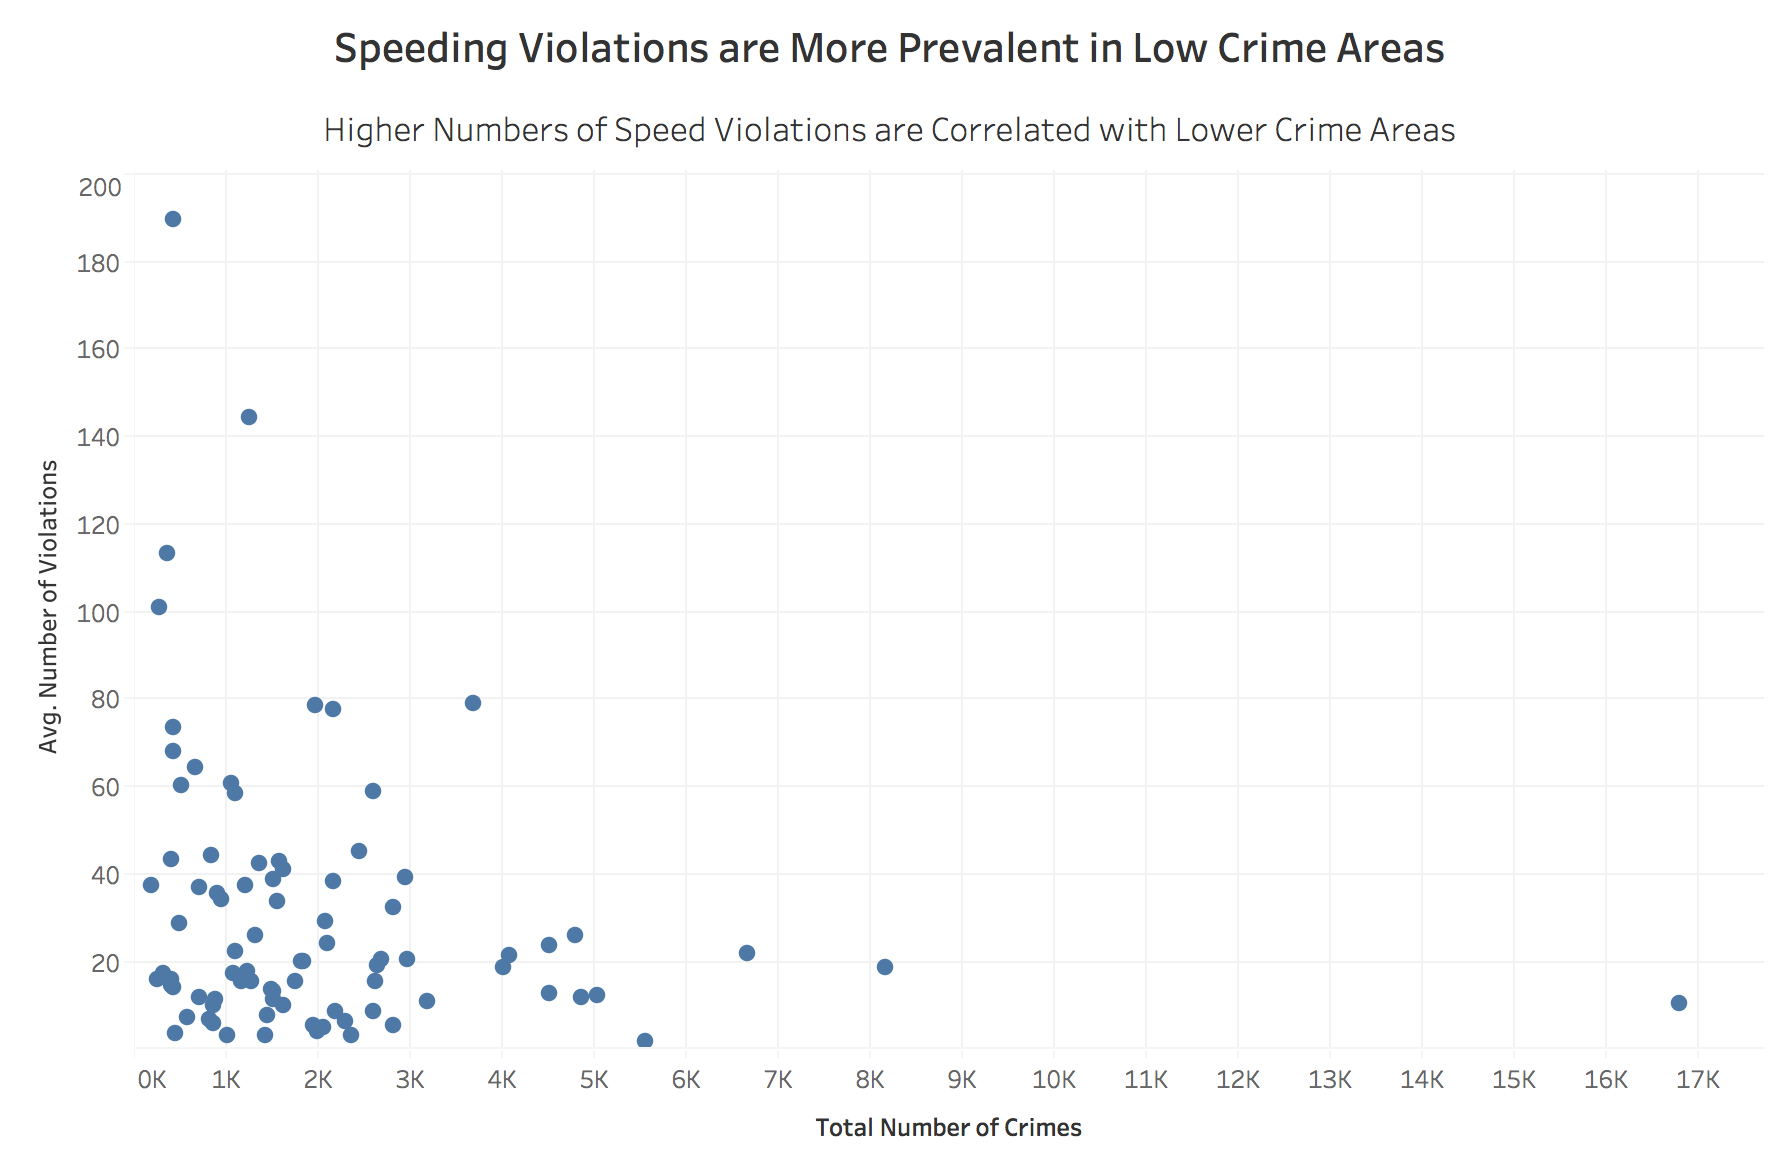 Speeding Violations are More Prevalent in Low Crime Areas
Higher Numbers of Speed Violations are Correlated with Lower Crime Areas
200
180
160
140
120
100
80
60
40
20
Avg. Number of Violations
0K 1K 2K 3K 4K 5K 6K 7K 8K 9K 10K 11K 12K 13K 14K 15K 16K 17K
Total Number of Crimes